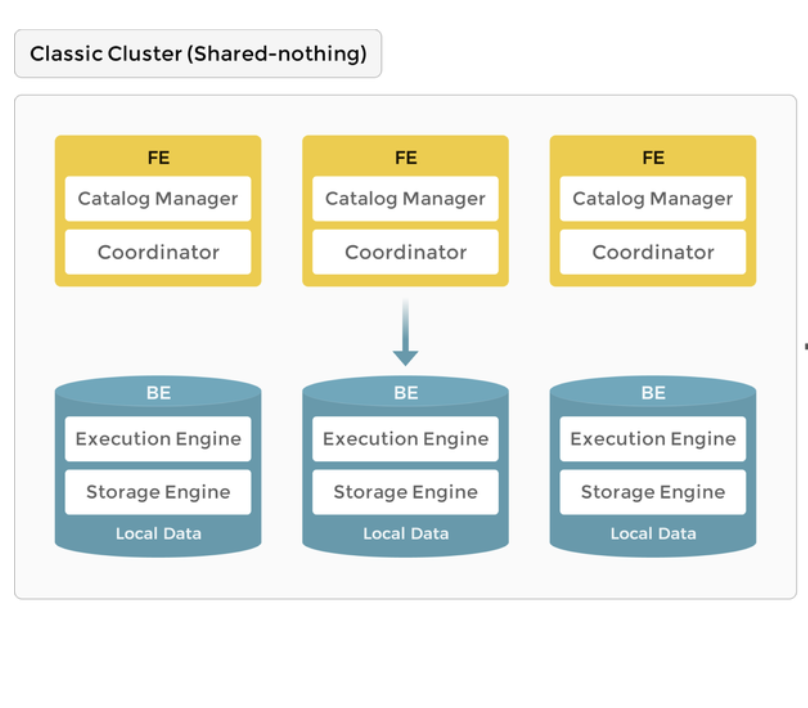 Classic Cluster (Shared-nothing)
FE
Catalog Manager
Coordinator
FE
Catalog Manager
Coordinator
FE
Catalog Manager
Coordinator
BE
Execution Engine
Storage Engine
Local Data
BE
Execution Engine
Storage Engine
Local Data
BE
Execution Engine
Storage Engine
Local Data